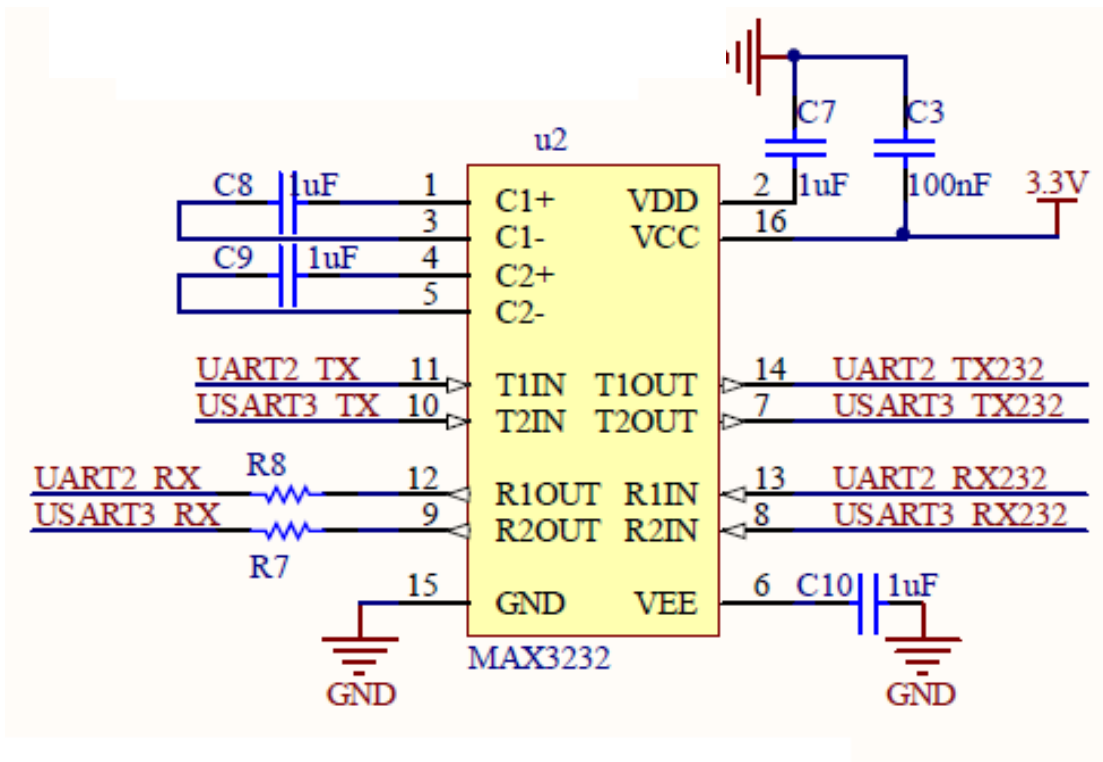 C7
C3
u2
C8
1uF
1
C1+
VDD
2
1uF
100nF
3.3V
3
C1-
VCC
16
C9
1uF
4
C2+
5
C2-
UART2_TX
11
T1IN
T1OUT
14
UART2_TX232
USART3_TX
10
T2IN
T2OUT
7
USART3_TX232
R8
UART2_RX
12
R1OUT
R1IN
13
UART2_RX232
USART3_RX
9
R2OUT
R2IN
8
USART3_RX232
R7
15
GND
VEE
6
C10
1uF
MAX3232
GND
GND